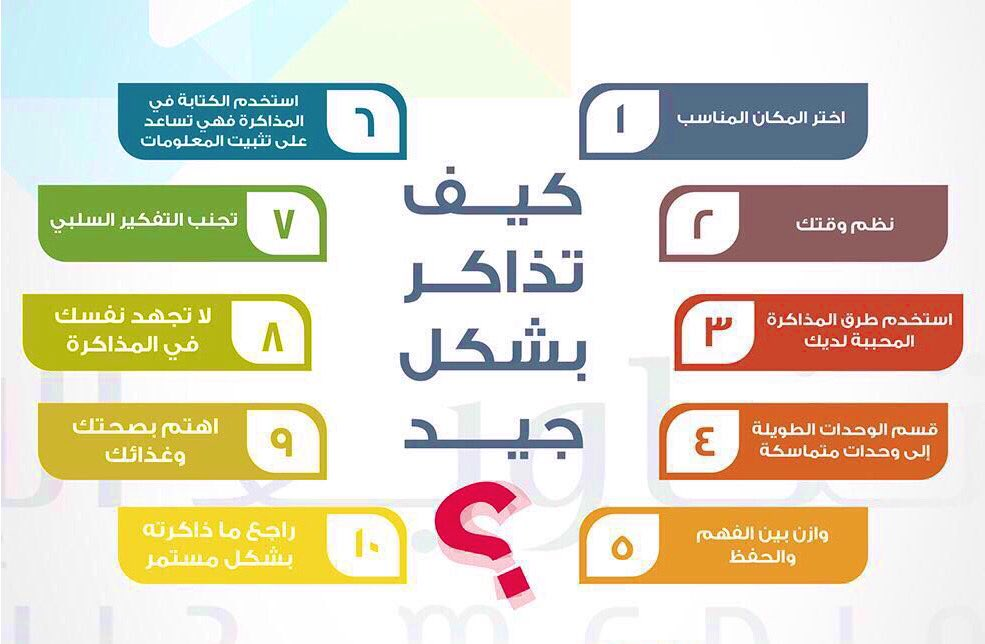 كيف
تذاكر
بشكل
جيد
؟
١
اختر المكان المناسب
٢
نظم وقتك
٣
استخدم طرق المذاكرة
المحببة لديك
٤
قسم الوحدات الطويلة
إلى وحدات متماسكة
٥
وازن بين الفهم
والحفظ
٦
استخدم الكتابة في
المذاكرة فهي تساعد
على تثبيت المعلومات
٧
تجنب التفكير السلبي
٨
لا تجهد نفسك
في المذاكرة
٩
اهتم بصحتك
وغذائك
١٠
راجع ما ذاكرته
بشكل مستمر